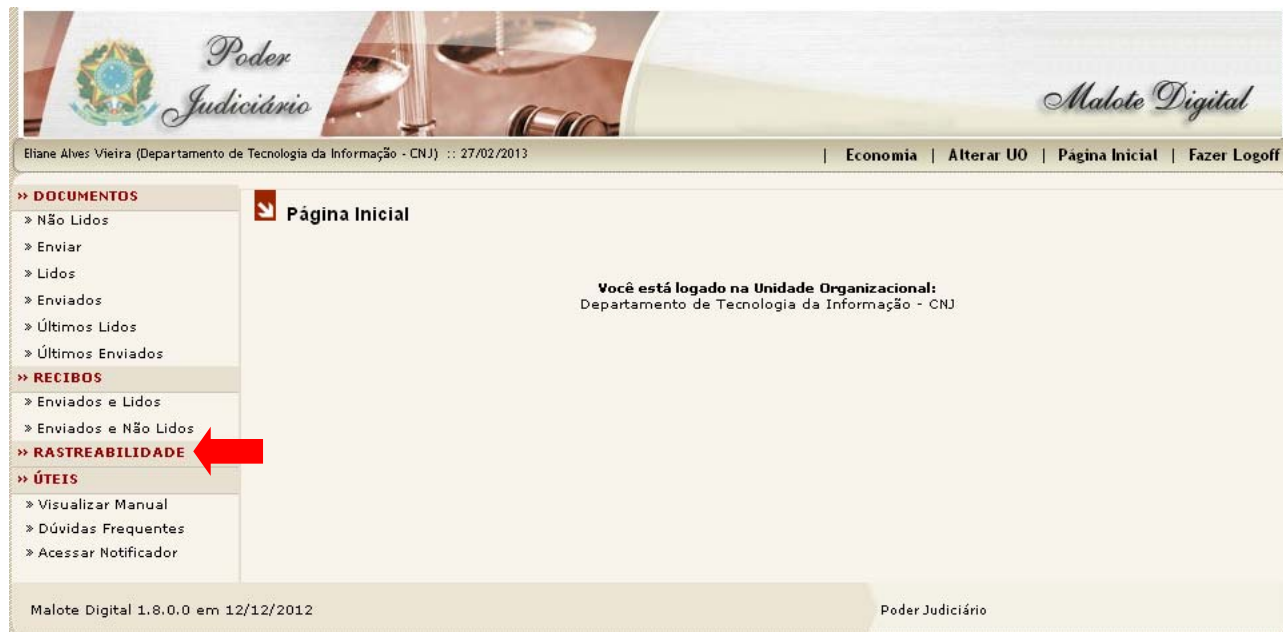 Poder
Judiciário
Malote Digital
Eliane Alves Vieira (Departamento de Tecnologia da Informação - CNJ) :: 27/02/2013
| Economia | Alterar UO | Página Inicial | Fazer Logoff
» DOCUMENTOS
» Não Lidos
» Enviar
» Lidos
» Enviados
» Últimos Lidos
» Últimos Enviados
» RECIBOS
» Enviados e Lidos
» Enviados e Não Lidos
» RASTREABILIDADE
» ÚTEIS
» Visualizar Manual
» Dúvidas Frequentes
» Acessar Notificador
Página Inicial
Você está logado na Unidade Organizacional:
Departamento de Tecnologia da Informação - CNJ
Malote Digital 1.8.0.0 em 12/12/2012
Poder Judiciário